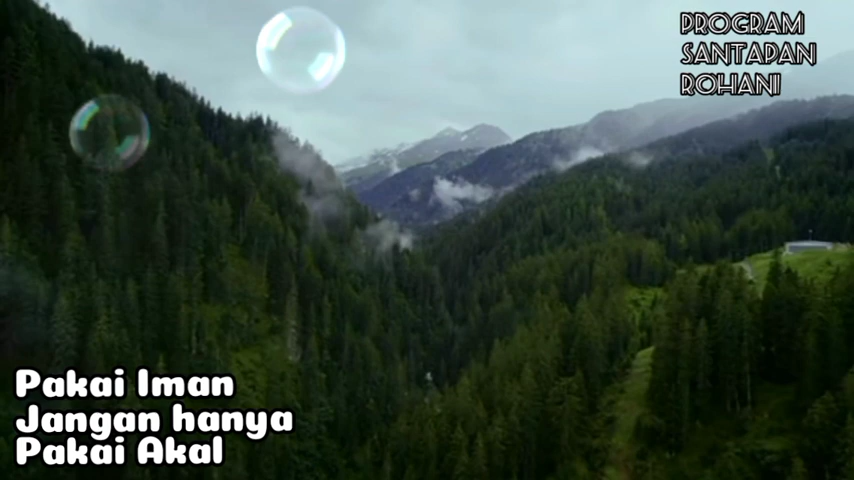 PROGRAM
SANTAPAN
ROHANI
Pakai Iman
Jangan hanya
Pakai Akal